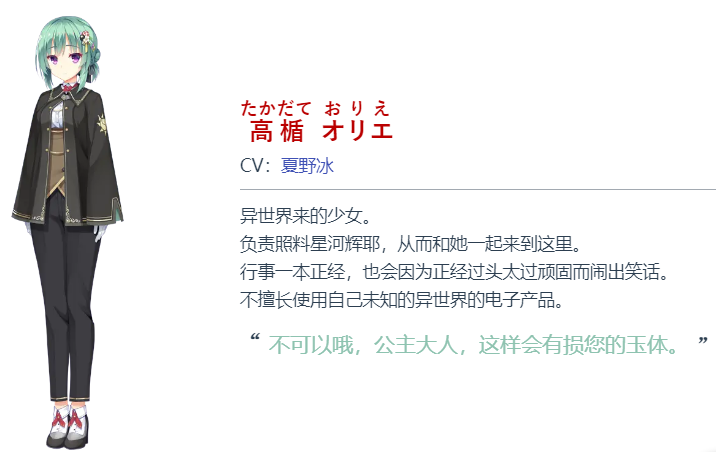 たかだて おりえ
高楯 オリエ
CV：夏野冰
异世界来的少女。
负责照料星河辉耶，从而和她一起来到这里。
行事一本正经，也会因为正经过头太过顽固而闹出笑话。
不擅长使用自己未知的异世界的电子产品。
“ 不可以哦，公主大人，这样会有损您的玉体。 ”